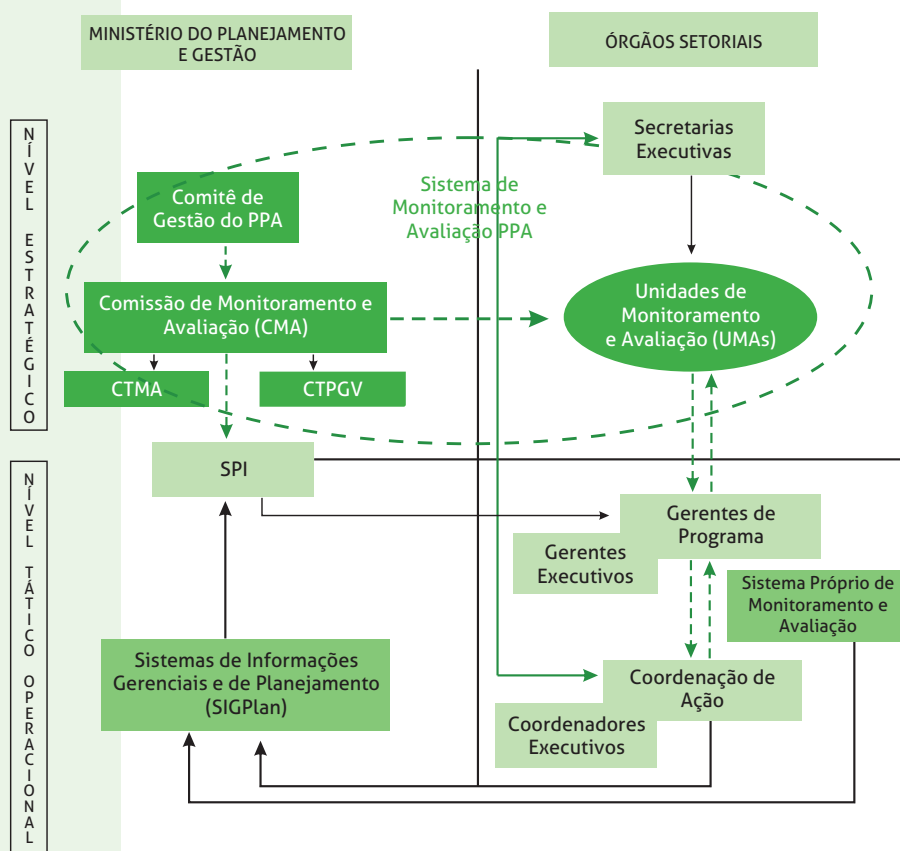 MINISTÉRIO DO PLANEJAMENTO
E GESTÃO
ÓRGÃOS SETORIAIS
NÍVEL ESTRATÉGICO
Secretarias
Executivas
Sistema de
Monitoramento e
Avaliação PPA
Comitê de
Gestão do PPA
Comissão de Monitoramento e
Avaliação (CMA)
Unidades de
Monitoramento
e Avaliação (UMAs)
CTMA
CTPGV
NÍVEL TÁTICO OPERACIONAL
SPI
Gerentes de
Programa
Gerentes
Executivos
Sistema Próprio de
Monitoramento e
Avaliação
Sistemas de Informações
Gerenciais e de Planejamento
(SIGPlan)
Coordenação de
Ação
Coordenadores
Executivos